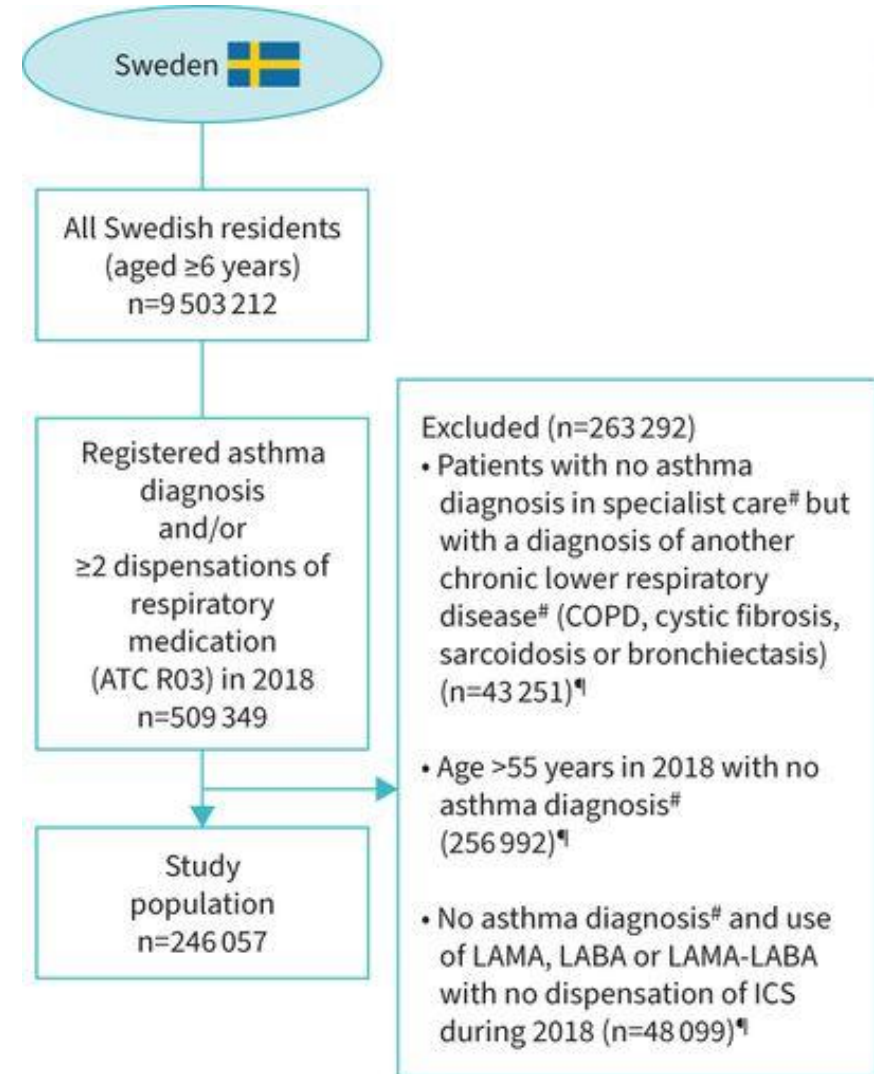 Sweden
All Swedish residents
(aged ≥6 years)
n=9 503 212
Registered asthma
diagnosis
and/or
≥2 dispensations of
respiratory
medication
(ATC R03) in 2018
n=509 349
Excluded (n=263 292)
• Patients with no asthma
diagnosis in specialist care# but
with a diagnosis of another
chronic lower respiratory
disease# (COPD, cystic fibrosis,
sarcoidosis or bronchiectasis)
(n=43 251)¶
• Age >55 years in 2018 with no
asthma diagnosis#
(256 992)¶
• No asthma diagnosis# and use
of LAMA, LABA or LAMA-LABA
with no dispensation of ICS
during 2018 (n=48 099)¶
Study
population
n=246 057